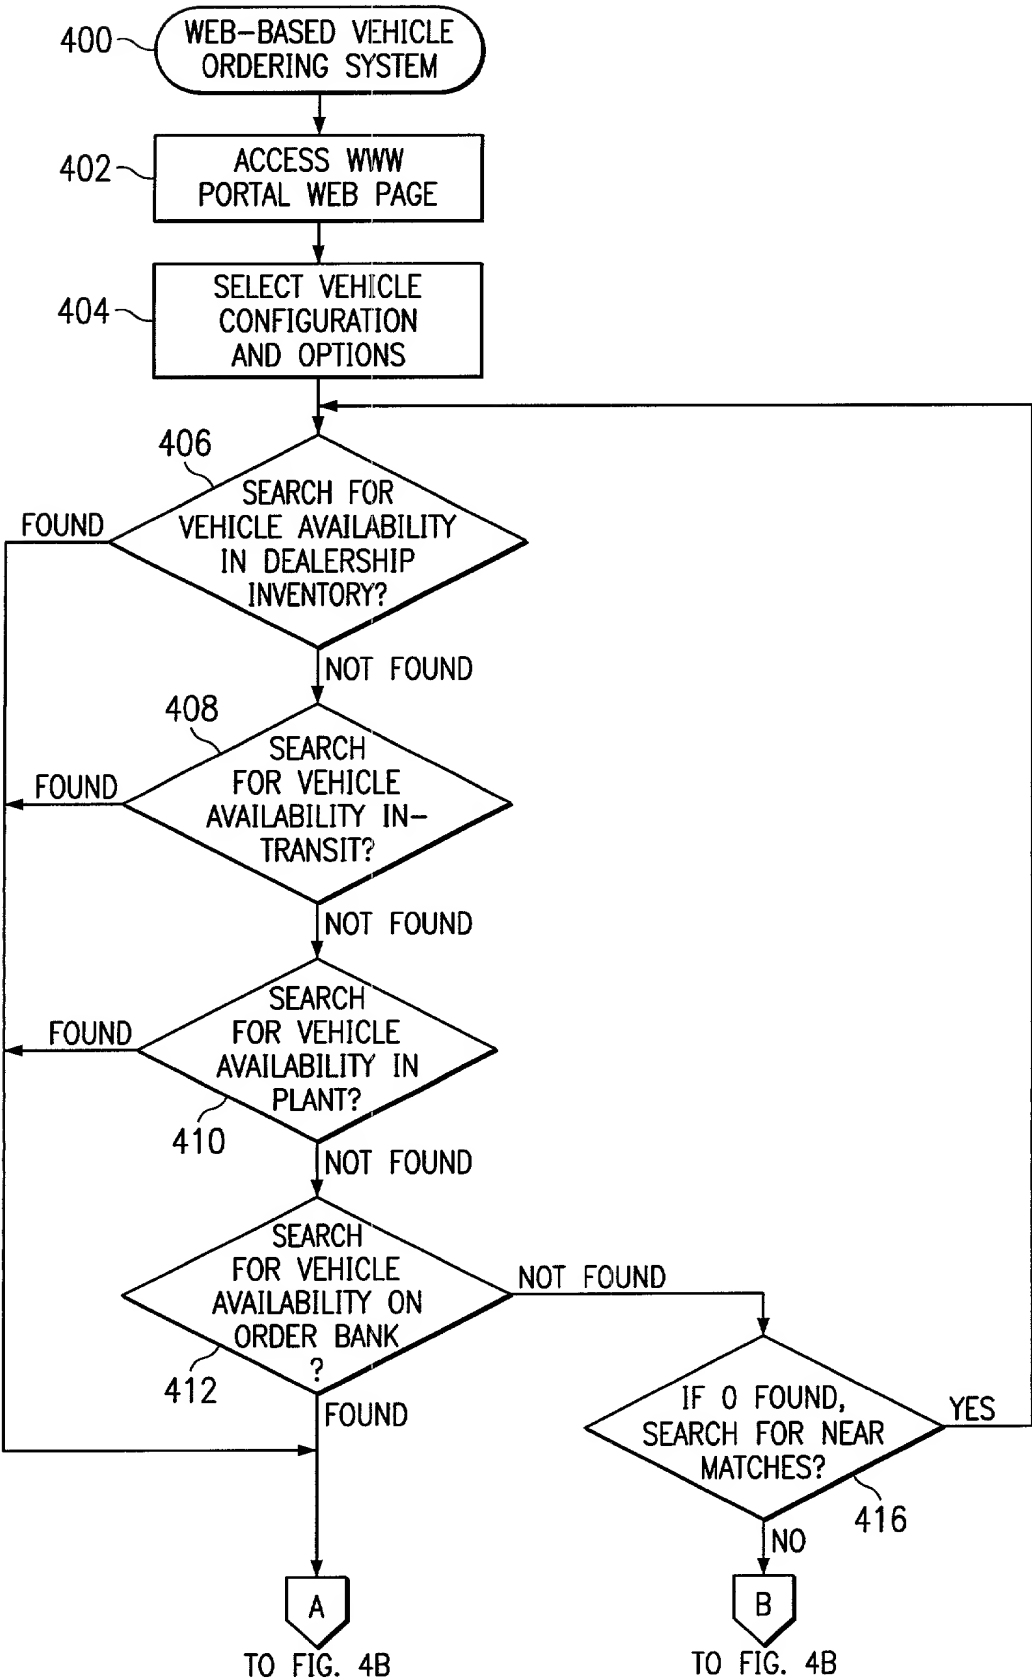 400
WEB-BASED VEHICLE
ORDERING SYSTEM
402
ACCESS WWW
PORTAL WEB PAGE
404
SELECT VEHICLE
CONFIGURATION
AND OPTIONS
406
SEARCH FOR
VEHICLE AVAILABILITY
IN DEALERSHIP
INVENTORY?
FOUND
NOT FOUND
408
SEARCH
FOR VEHICLE
AVAILABILITY IN-
TRANSIT?
FOUND
NOT FOUND
SEARCH
FOR VEHICLE
AVAILABILITY IN
PLANT?
FOUND
410
NOT FOUND
SEARCH
FOR VEHICLE
AVAILABILITY ON
ORDER BANK
?
412
NOT FOUND
FOUND
IF 0 FOUND,
SEARCH FOR NEAR
MATCHES?
YES
416
NO
A
TO FIG. 4B
B
TO FIG. 4B